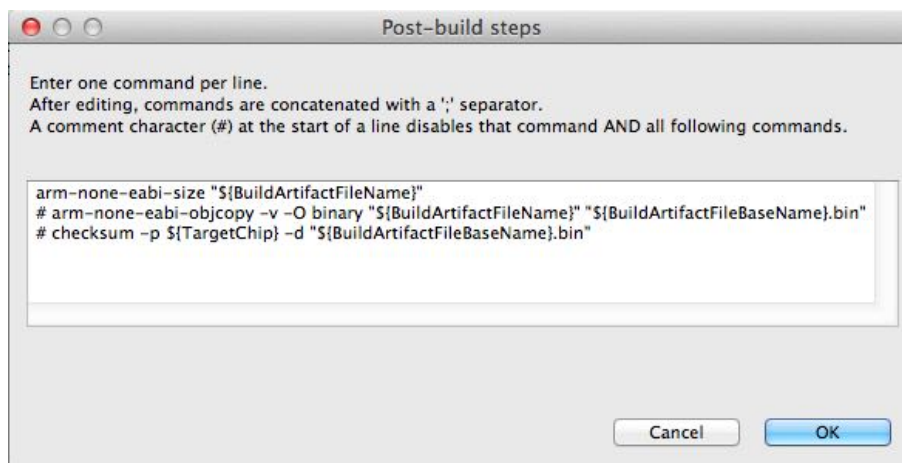 Post-build steps
Enter one command per line.
After editing, commands are concatenated with a ';' separator.
A comment character (#) at the start of a line disables that command AND all following commands.
arm-none-eabi-size "${BuildArtifactFileName}"
# arm-none-eabi-objcopy -v -O binary "${BuildArtifactFileName}" "${BuildArtifactFileBaseName}.bin"
# checksum -p ${TargetChip} -d "${BuildArtifactFileBaseName}.bin"
Cancel OK